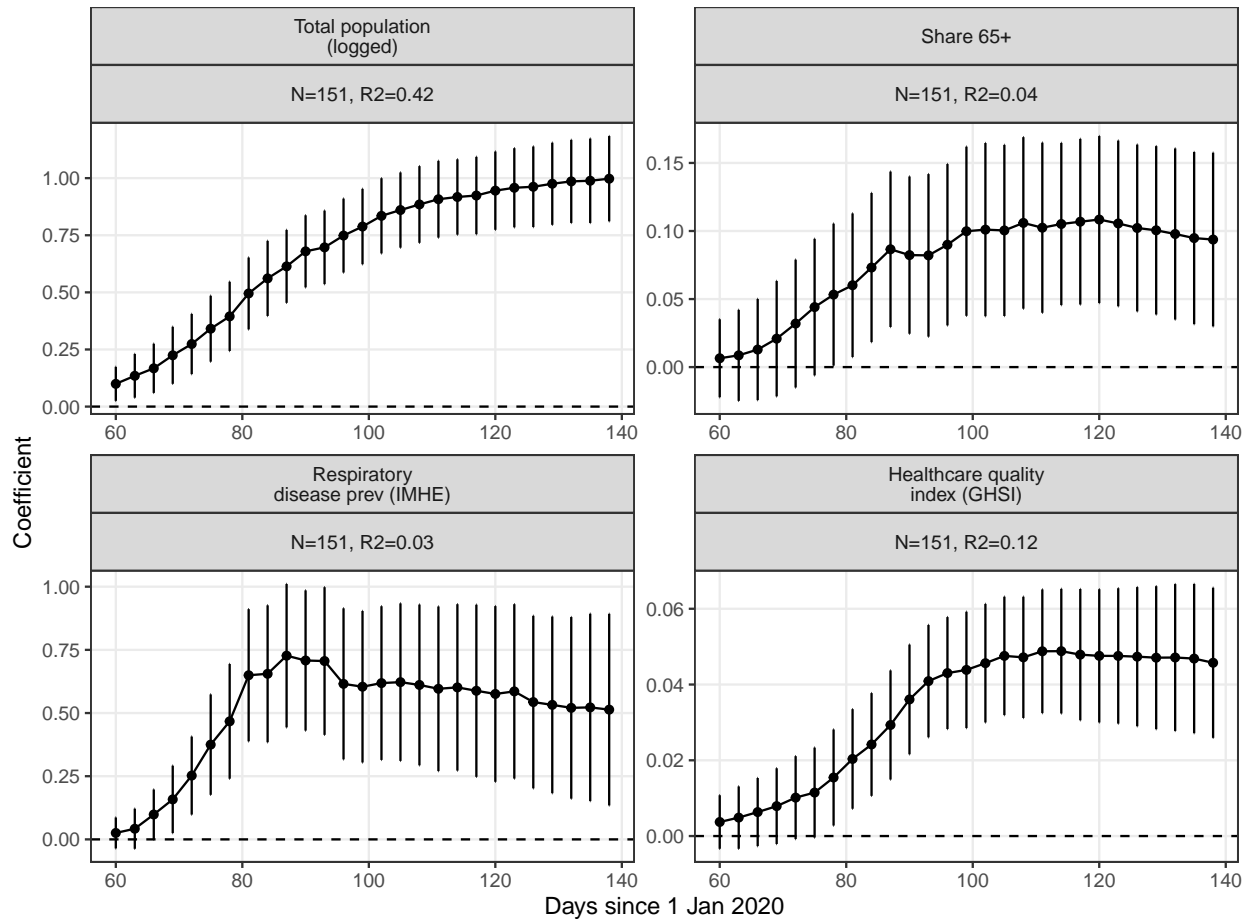 Total population
(logged)
N=151, R2=0.42
1.00
0.75
0.50
0.25
0.00
60 80 100 120 140
Share 65+
N=151, R2=0.04
0.15
0.10
0.05
0.00
60 80 100 120 140
Coefficient
Respiratory
disease prev (IMHE)
N=151, R2=0.03
1.00
0.75
0.50
0.25
0.00
60 80 100 120 140
Healthcare quality
index (GHSI)
N=151, R2=0.12
0.06
0.04
0.02
0.00
60 80 100 120 140
Days since 1 Jan 2020